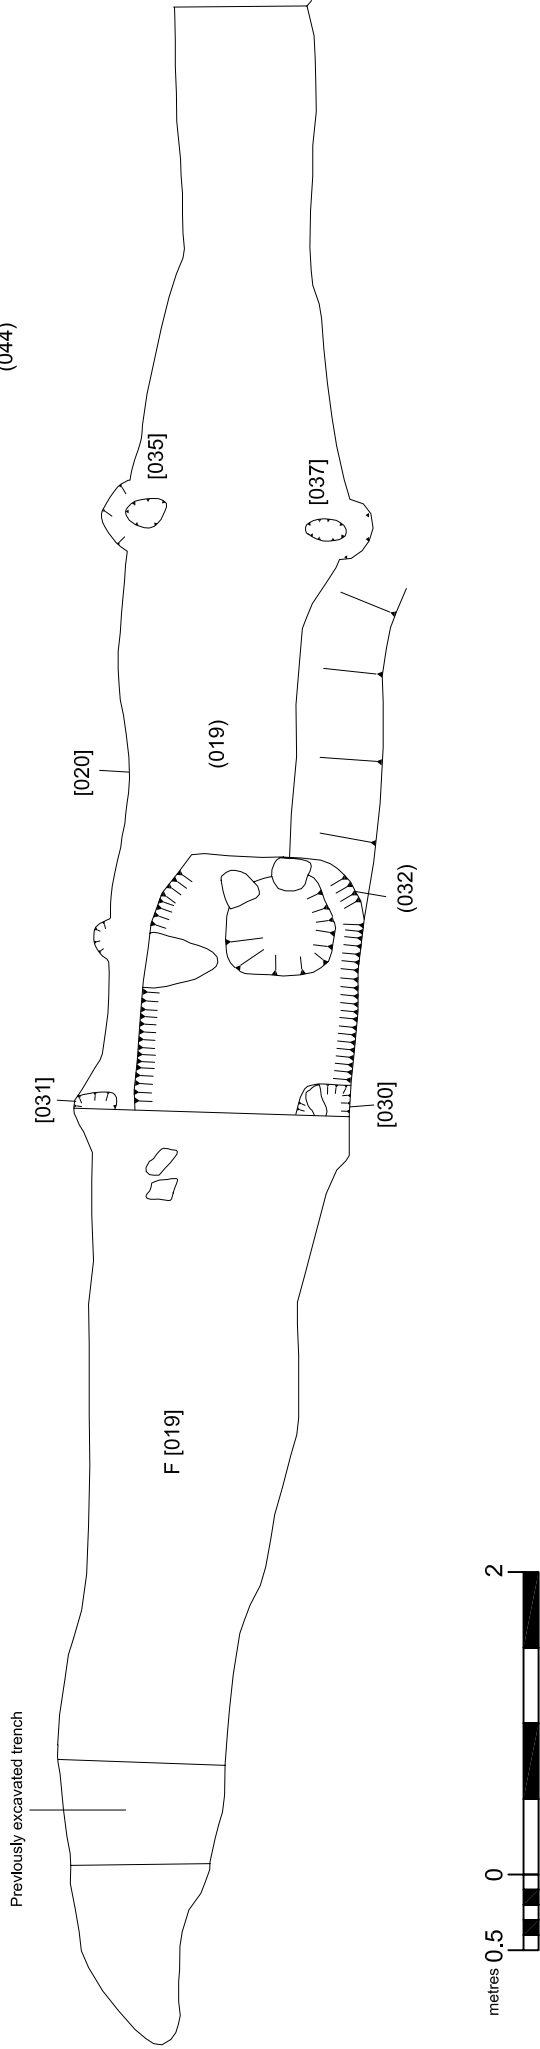 (044)
[035]
[037]
[020]
(019)
(032)
[031]
[030]
F [019]
Previously excavated trench
metres 0.5 0 2